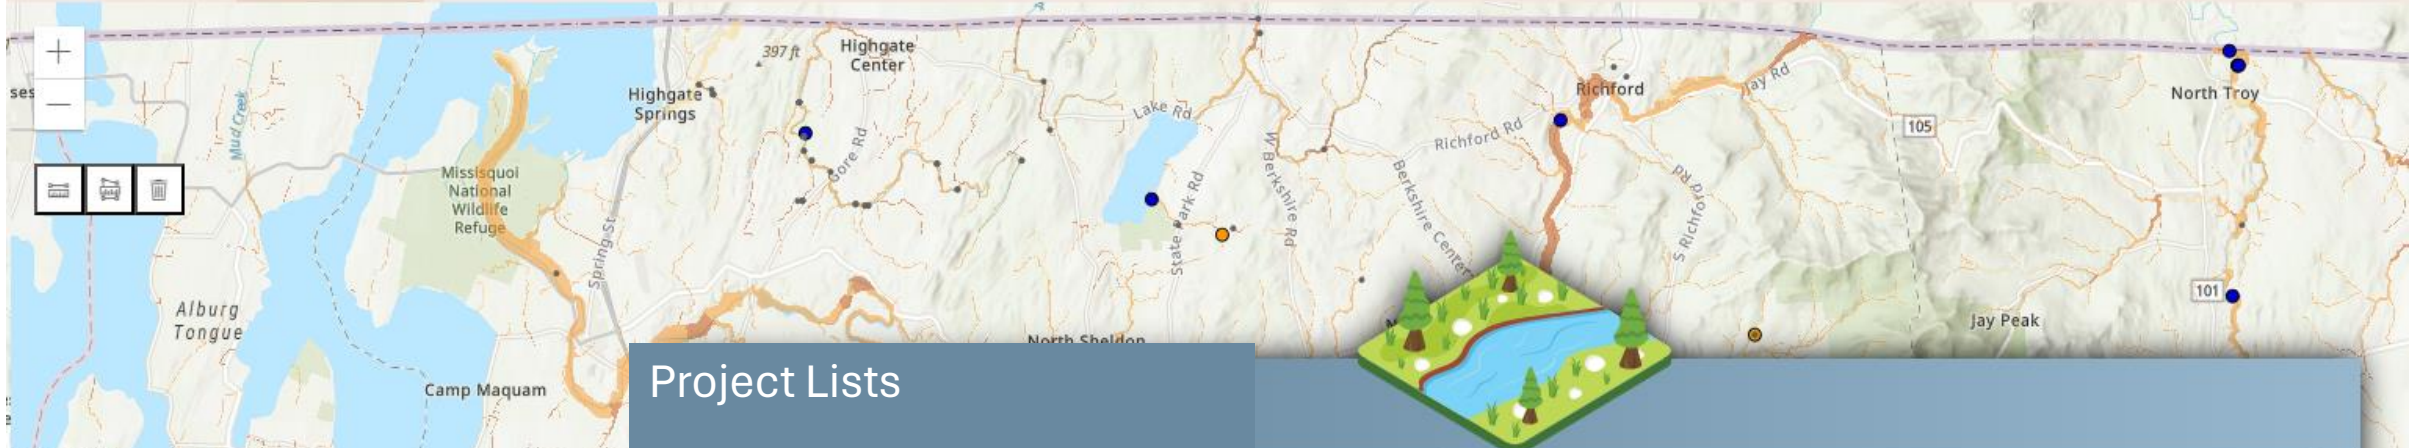 ses
Mud Creek
397 ft
Highgate
Center
Highgate
Springs
Gore Rd
Lake Rd
W Berkshire Rd
Richford Rd
Richford
Jay Rd
105
North Troy
Missisquoi
National
Wildlife
Refuge
Spring St
State Park Rd
Berkshire Center
S Richford Rd
101
Alburg
Tongue
Jay Peak
North Sheldon
Camp Maquam
Project Lists